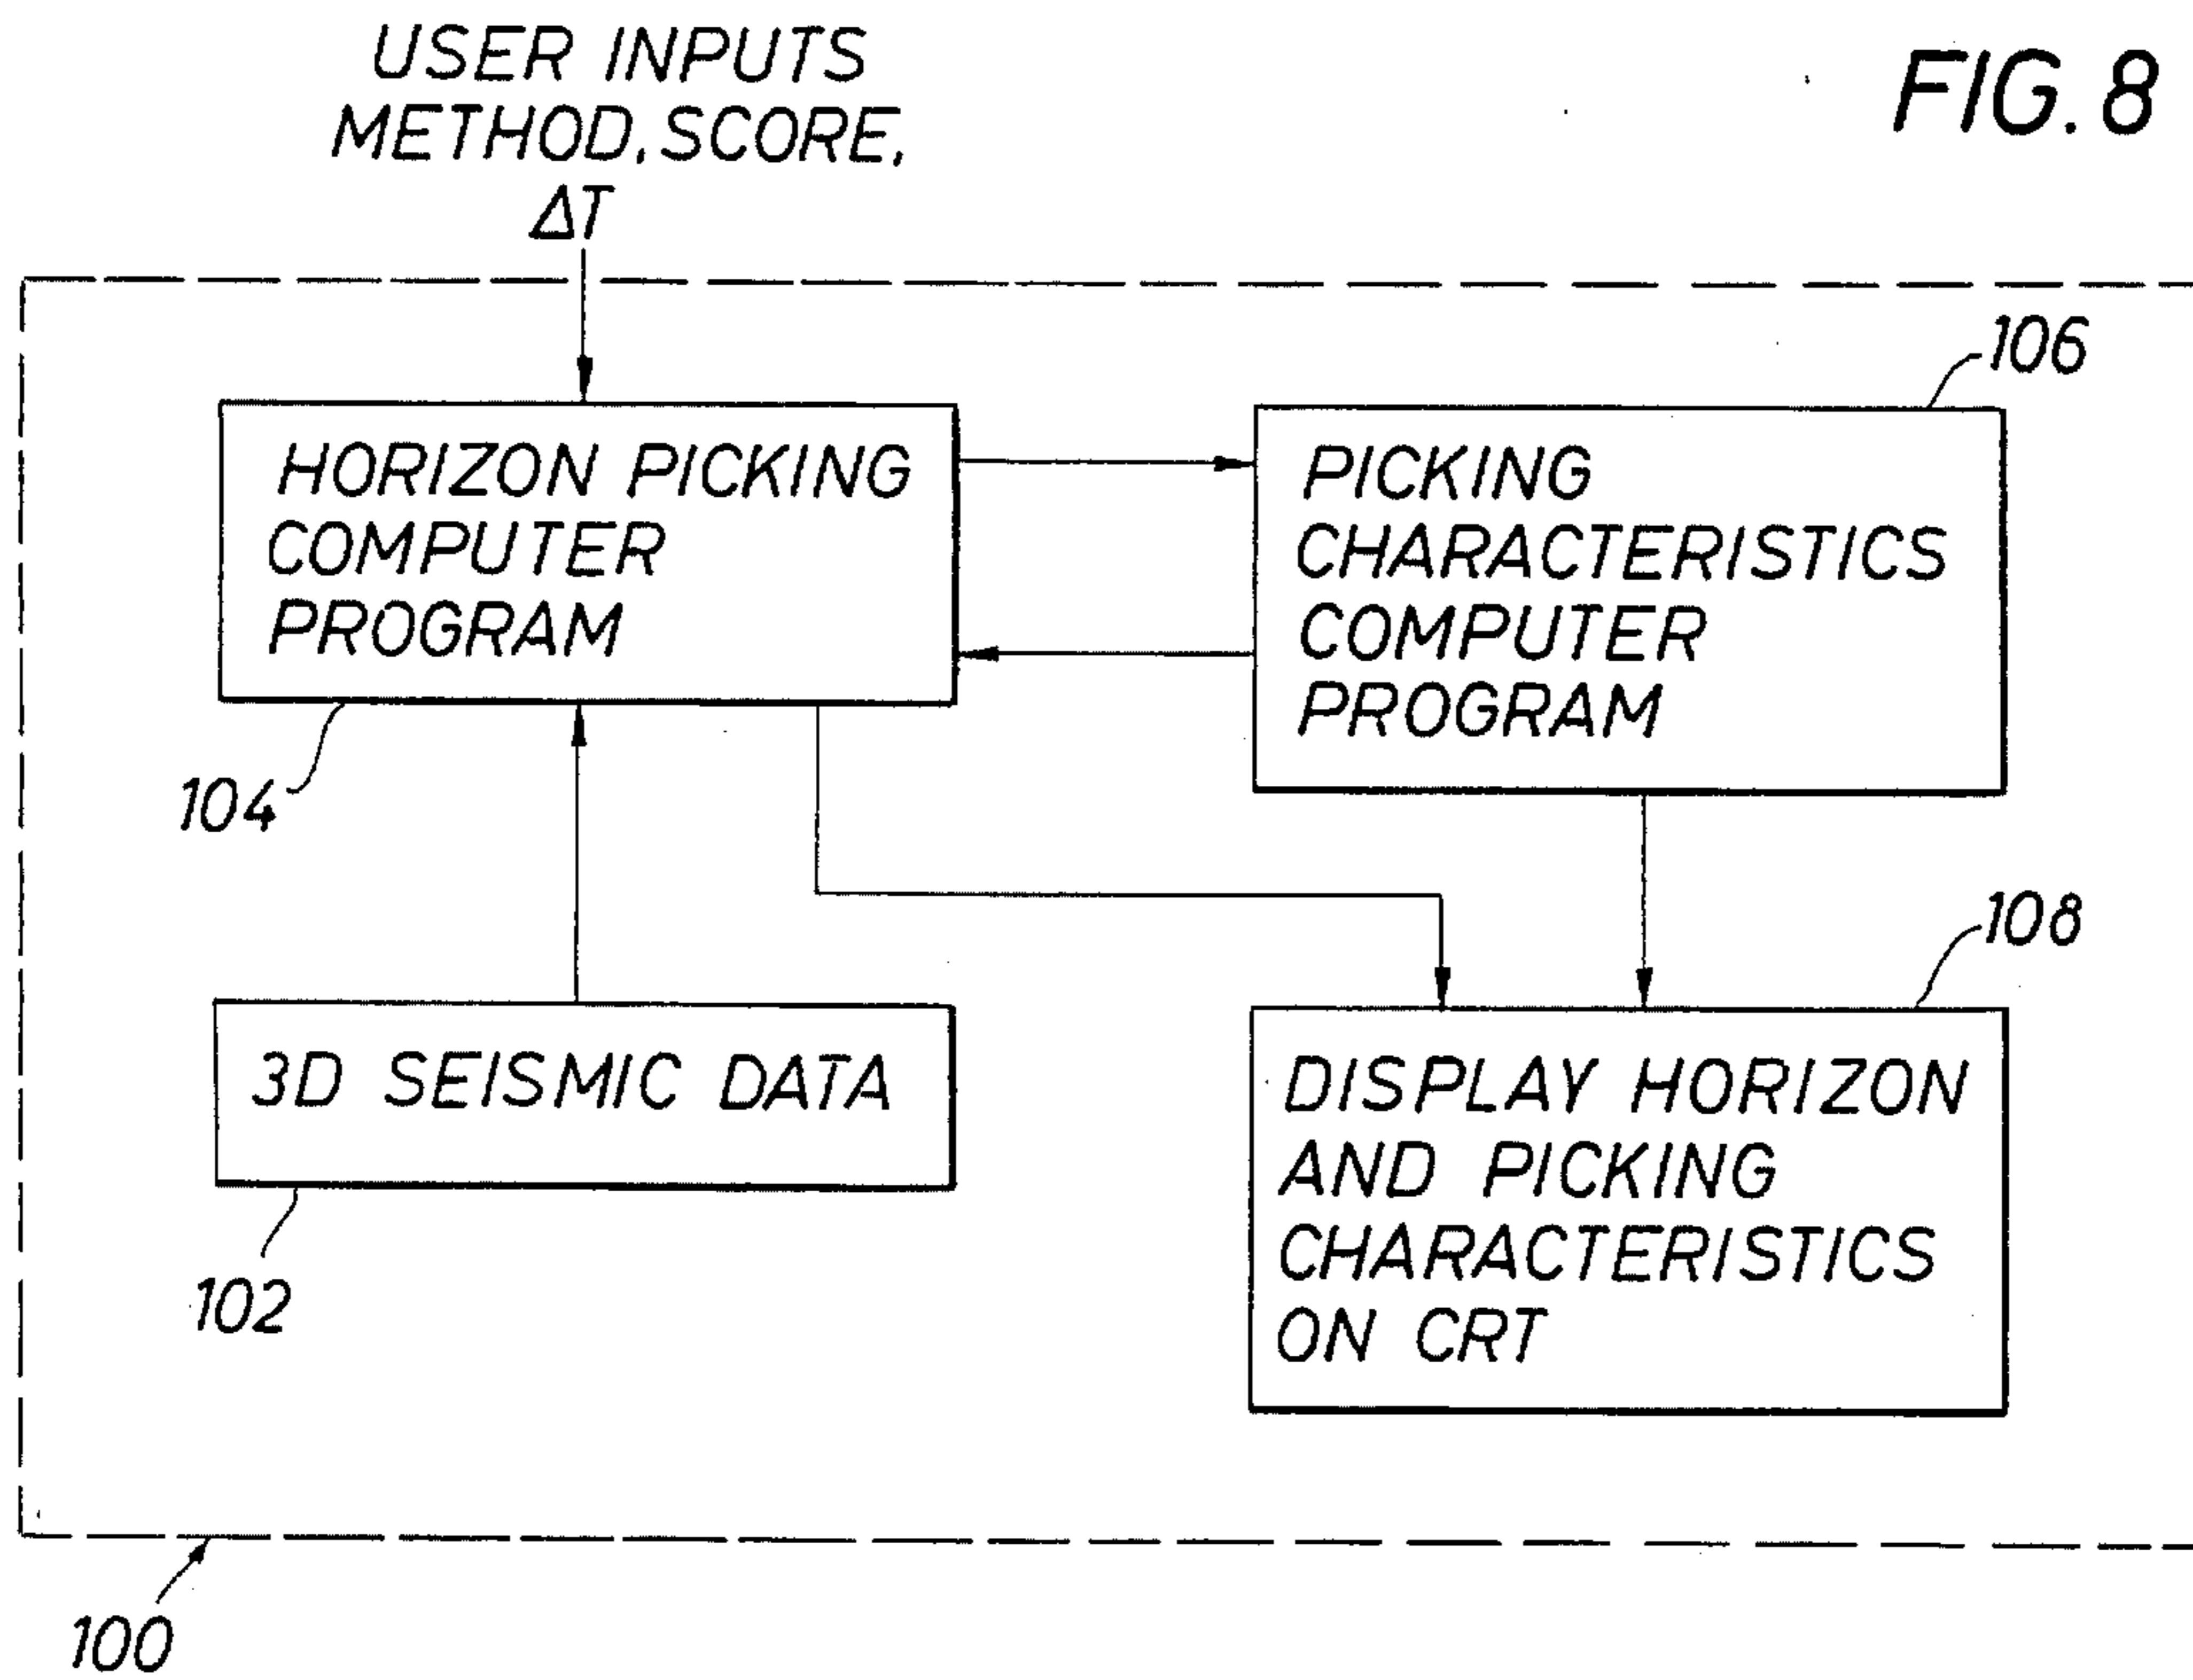 USER INPUTS
METHOD, SCORE,
ΔT
FIG. 8
106
HORIZON PICKING
COMPUTER
PROGRAM
PICKING
CHARACTERISTICS
COMPUTER
PROGRAM
104
108
3D SEISMIC DATA
DISPLAY HORIZON
AND PICKING
CHARACTERISTICS
ON CRT
102
100